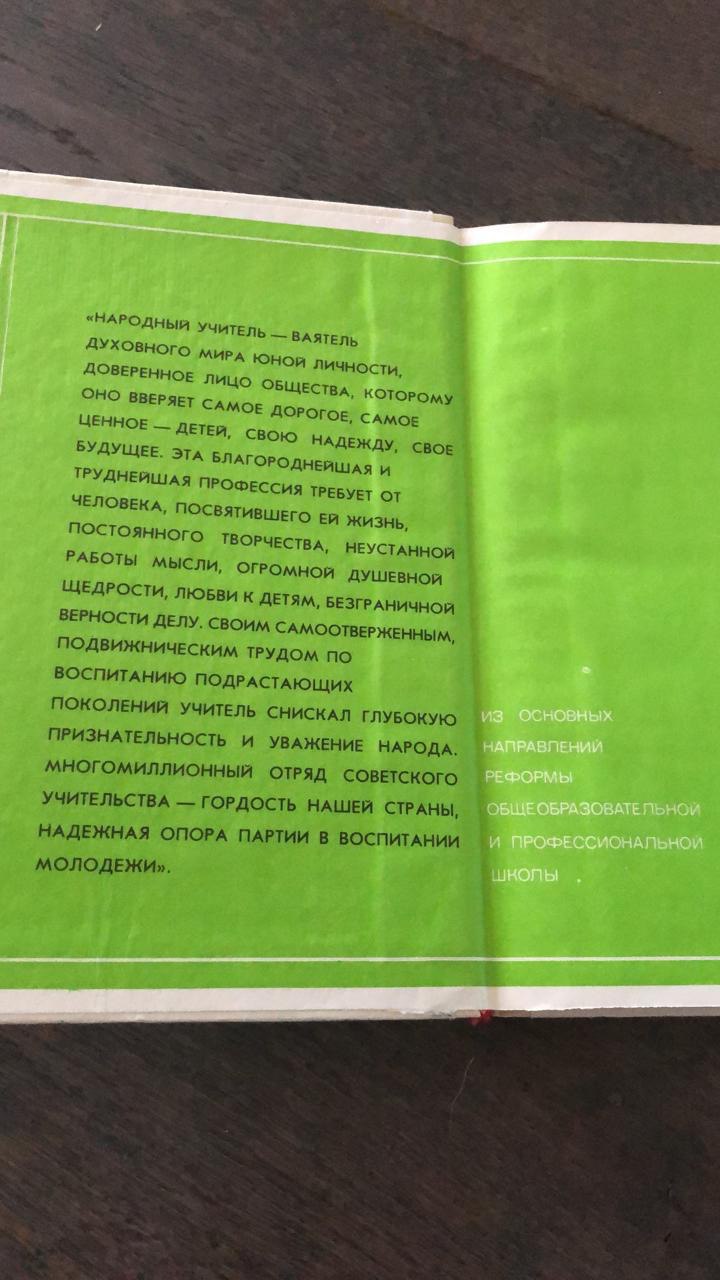 «НАРОДНЫЙ УЧИТЕЛЬ — ВАЯТЕЛЬ
ДУХОВНОГО МИРА ЮНОЙ ЛИЧНОСТИ,
ДОВЕРЕННОЕ ЛИЦО ОБЩЕСТВА, КОТОРОМУ
ОНО ВВЕРЯЕТ САМОЕ ДОРОГОЕ, САМОЕ
ЦЕННОЕ — ДЕТЕЙ, СВОЮ НАДЕЖДУ, СВОЕ
БУДУЩЕЕ. ЭТА БЛАГОРОДНЕЙШАЯ И
ТРУДНЕЙШАЯ ПРОФЕССИЯ ТРЕБУЕТ ОТ
ЧЕЛОВЕКА, ПОСВЯТИВШЕГО ЕЙ ЖИЗНЬ,
ПОСТОЯННОГО ТВОРЧЕСТВА, НЕУСТАННОЙ
РАБОТЫ МЫСЛИ, ОГРОМНОЙ ДУШЕВНОЙ
ЩЕДРОСТИ, ЛЮБВИ К ДЕТЯМ, БЕЗГРАНИЧНОЙ
ВЕРНОСТИ ДЕЛУ. СВОИМ САМООТВЕРЖЕННЫМ,
ПОДВИЖНИЧЕСКИМ ТРУДОМ ПО
ВОСПИТАНИЮ ПОДРАСТАЮЩИХ
ПОКОЛЕНИЙ УЧИТЕЛЬ СНИСКАЛ ГЛУБОКУЮ
ПРИЗНАТЕЛЬНОСТЬ И УВАЖЕНИЕ НАРОДА.
МНОГОМИЛЛИОННЫЙ ОТРЯД СОВЕТСКОГО
УЧИТЕЛЬСТВА — ГОРДОСТЬ НАШЕЙ СТРАНЫ,
НАДЕЖНАЯ ОПОРА ПАРТИИ В ВОСПИТАНИИ
МОЛОДЕЖИ».
ИЗ ОСНОВНЫХ
НАПРАВЛЕНИЙ
РЕФОРМЫ
ОБЩЕОБРАЗОВАТЕЛЬНОЙ
И ПРОФЕССИОНАЛЬНОЙ
ШКОЛЫ .